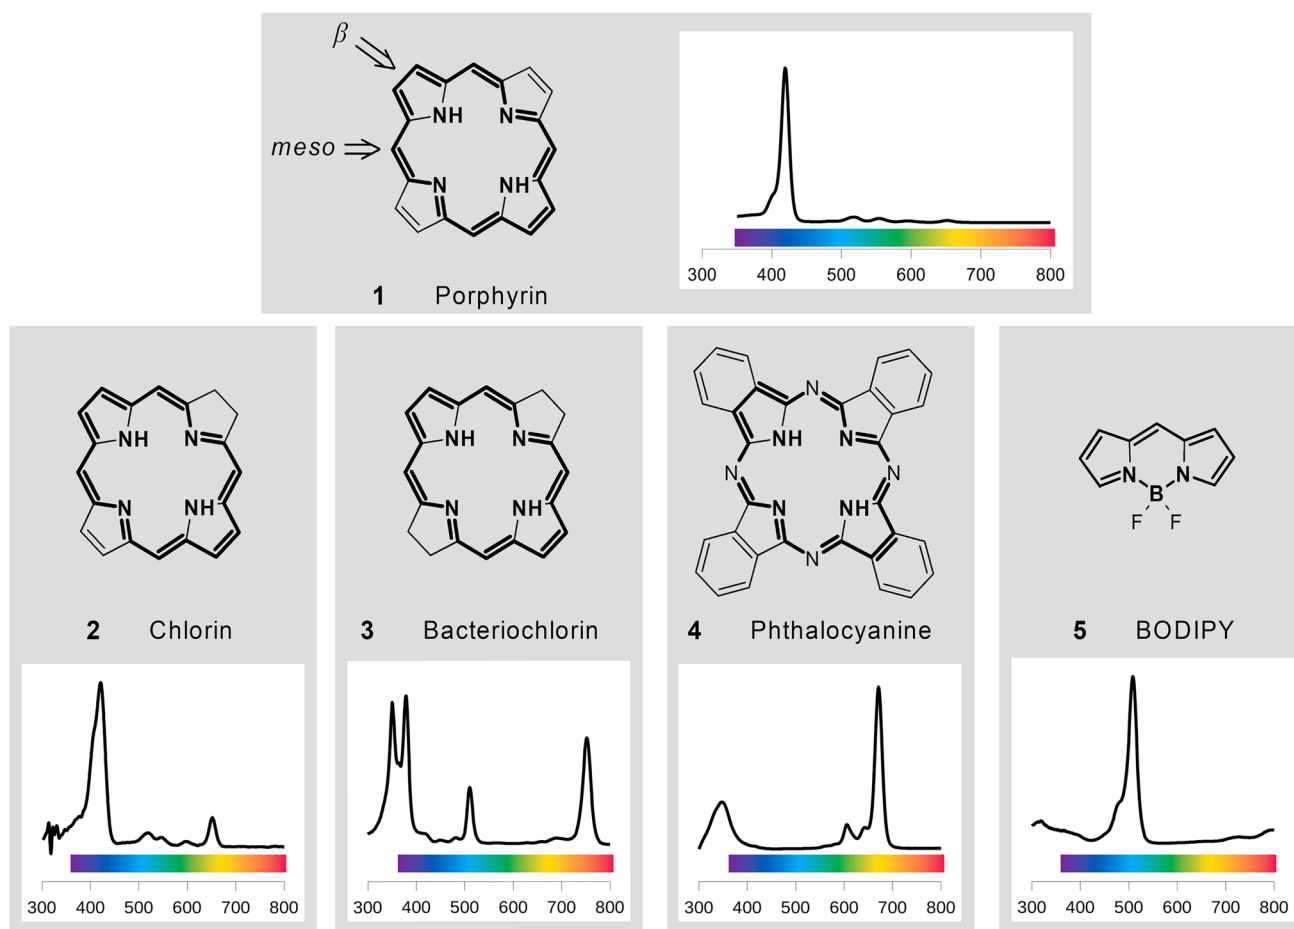 β
meso
NH N
N NH
1 Porphyrin
300 400 500 600 700 800
NH N
N NH
2 Chlorin
300 400 500 600 700 800
NH N
N NH
3 Bacteriochlorin
300 400 500 600 700 800
N
NH N
N N
N NH
N
4 Phthalocyanine
300 400 500 600 700 800
N N
B
F F
5 BODIPY
300 400 500 600 700 800